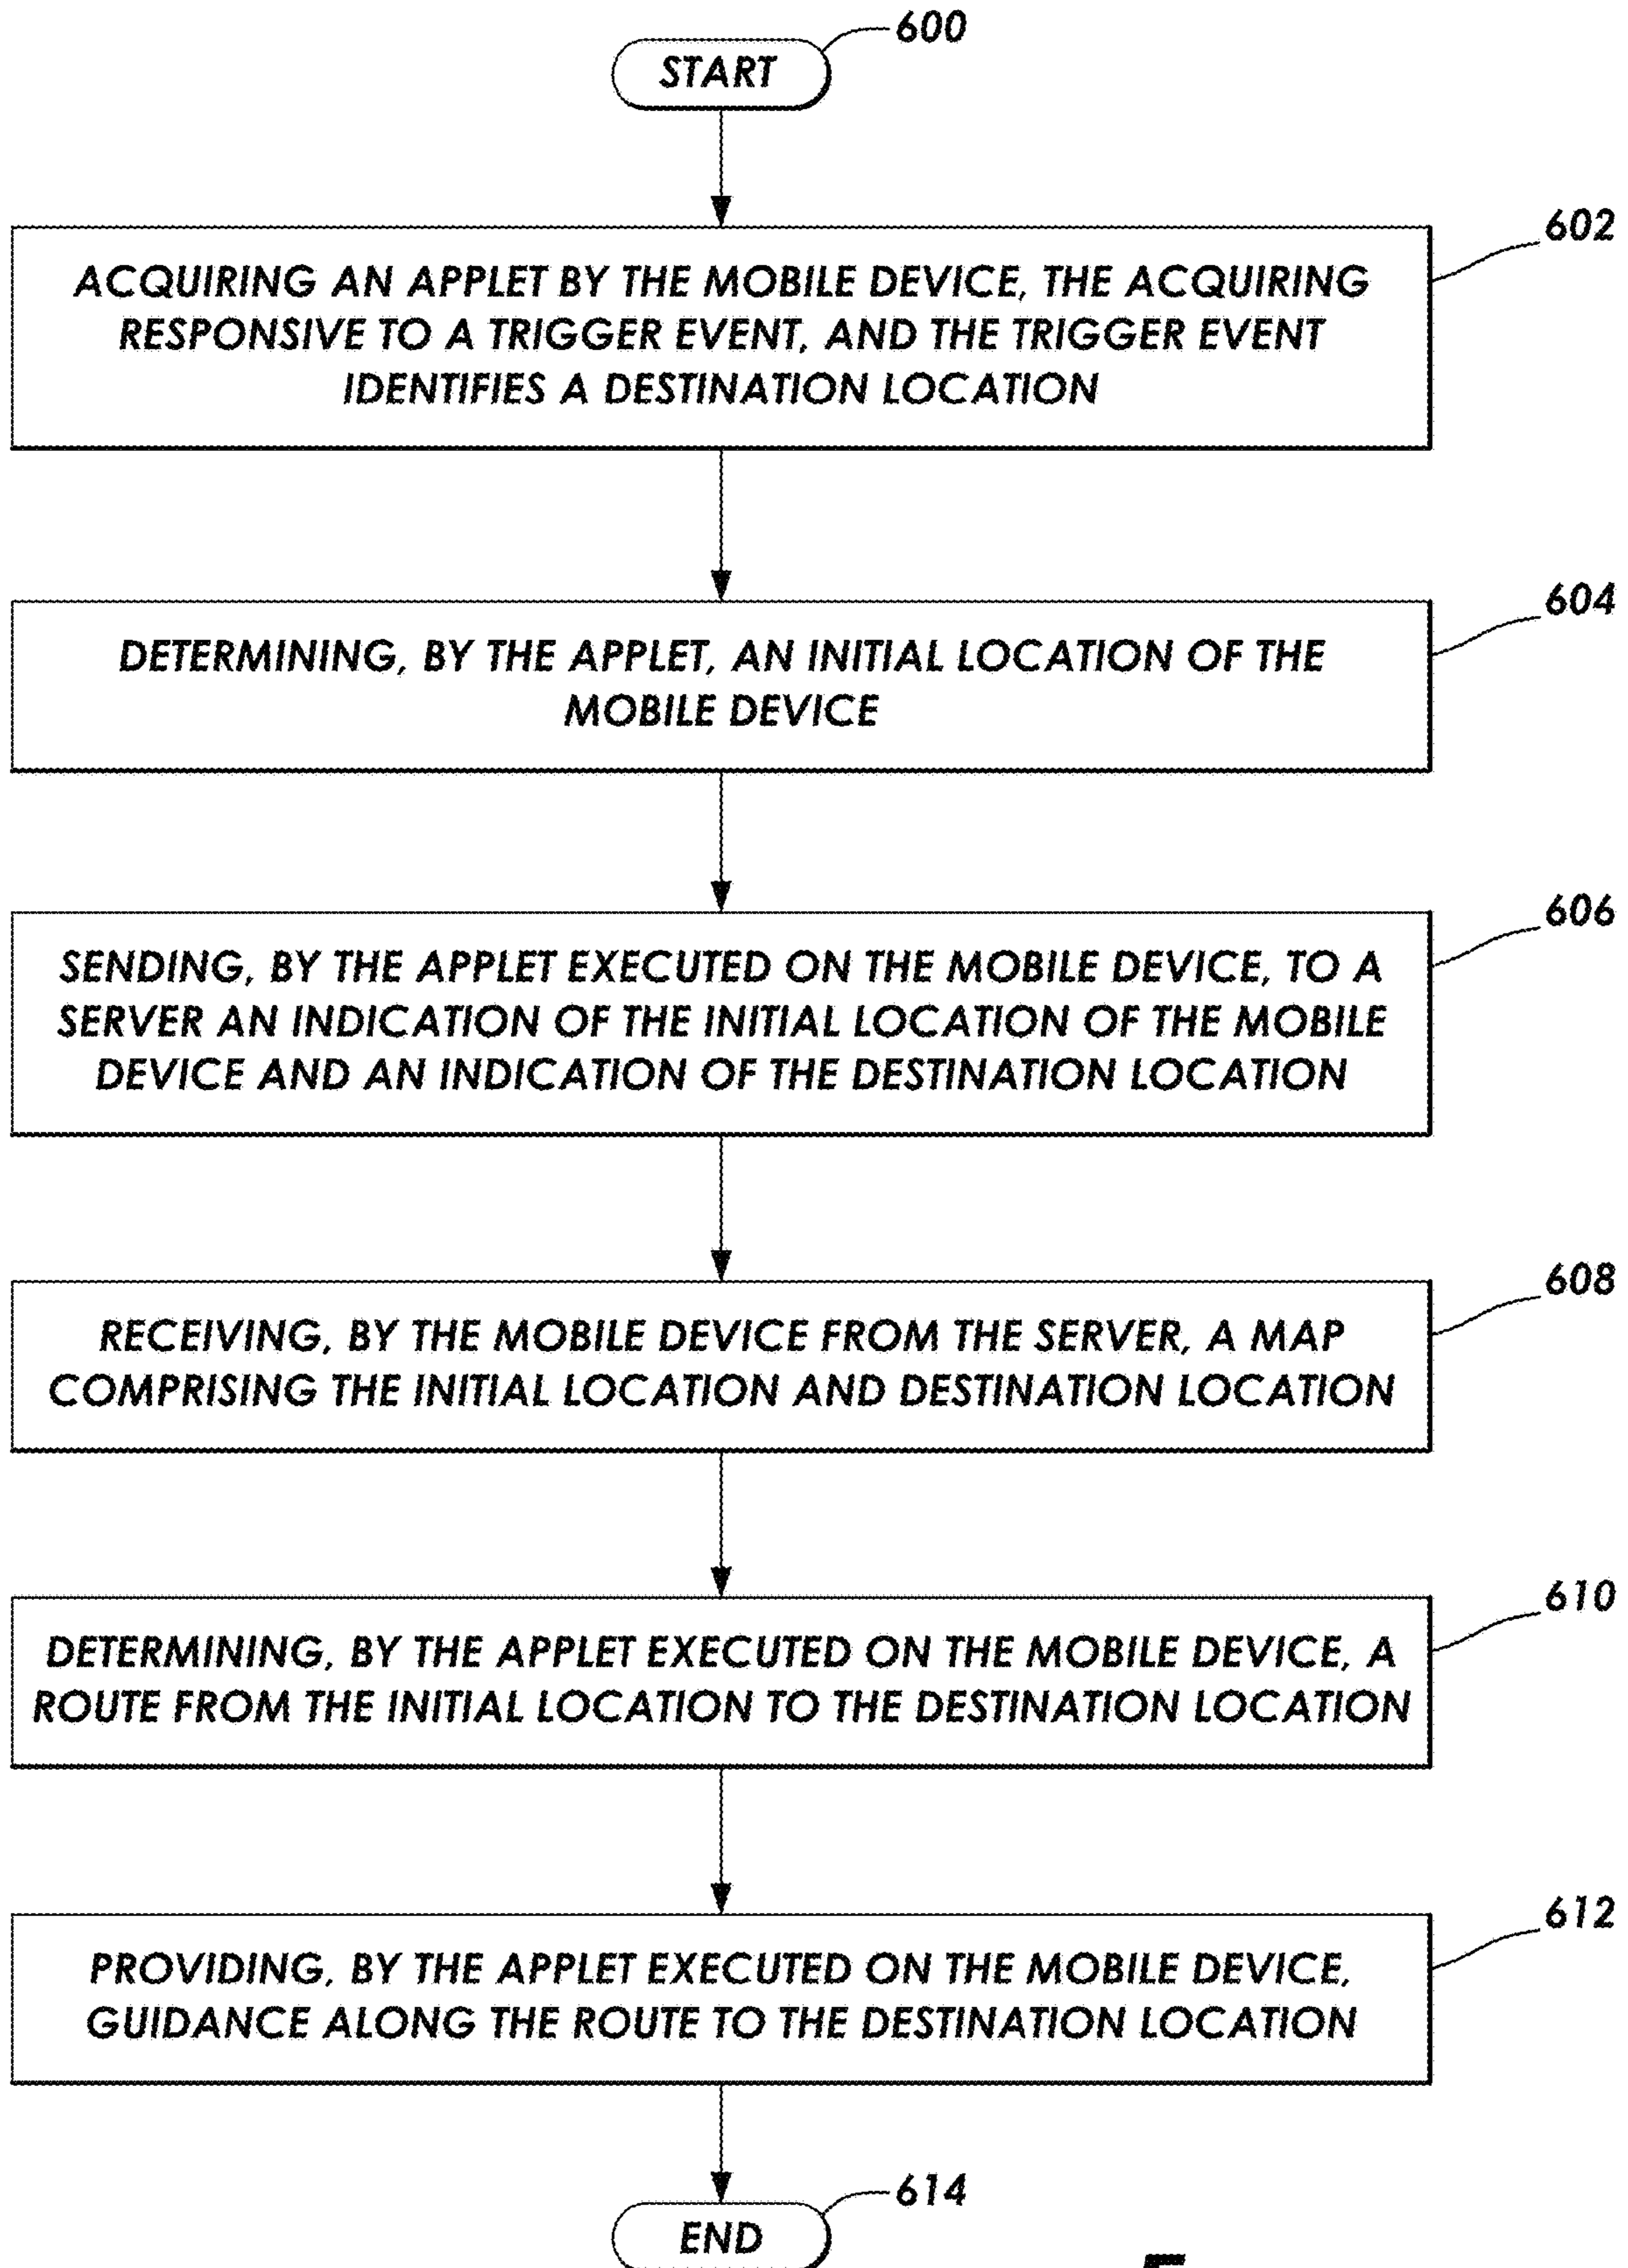 600
START
602
ACQUIRING AN APPLET BY THE MOBILE DEVICE, THE ACQUIRING
RESPONSIVE TO A TRIGGER EVENT, AND THE TRIGGER EVENT
IDENTIFIES A DESTINATION LOCATION
604
DETERMINING, BY THE APPLET, AN INITIAL LOCATION OF THE
MOBILE DEVICE
606
SENDING, BY THE APPLET EXECUTED ON THE MOBILE DEVICE, TO A
SERVER AN INDICATION OF THE INITIAL LOCATION OF THE MOBILE
DEVICE AND AN INDICATION OF THE DESTINATION LOCATION
608
RECEIVING, BY THE MOBILE DEVICE FROM THE SERVER, A MAP
COMPRISING THE INITIAL LOCATION AND DESTINATION LOCATION
610
DETERMINING, BY THE APPLET EXECUTED ON THE MOBILE DEVICE, A
ROUTE FROM THE INITIAL LOCATION TO THE DESTINATION LOCATION
612
PROVIDING, BY THE APPLET EXECUTED ON THE MOBILE DEVICE,
GUIDANCE ALONG THE ROUTE TO THE DESTINATION LOCATION
614
END